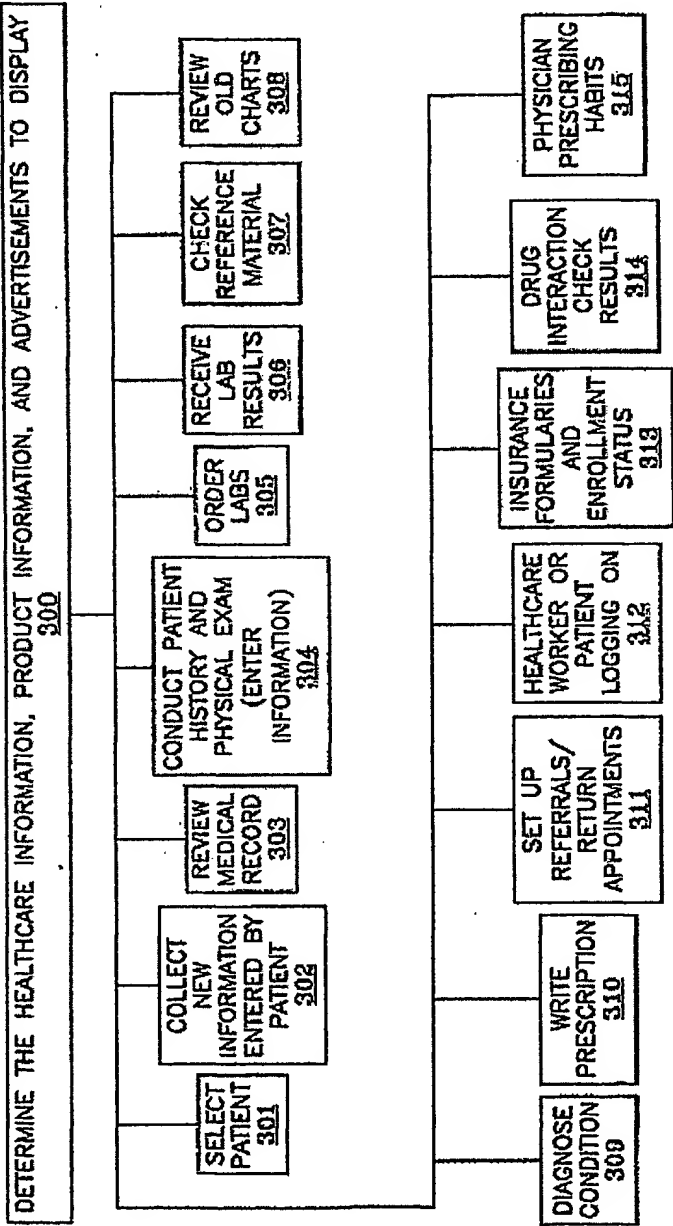 DETERMINE THE HEALTHCARE INFORMATION, PRODUCT INFORMATION, AND ADVERTISEMENTS TO DISPLAY
300
SELECT
PATIENT
301
COLLECT
NEW
INFORMATION
ENTERED BY
PATIENT
302
REVIEW
MEDICAL
RECORD
303
CONDUCT PATIENT
HISTORY AND
PHYSICAL EXAM
(ENTER
INFORMATION)
304
ORDER
LABS
305
RECEIVE
LAB
RESULTS
306
CHECK
REFERENCE
MATERIAL
307
REVIEW
OLD
CHARTS
308
DIAGNOSE
CONDITION
309
WRITE
PRESCRIPTION
310
SET UP
REFERRALS/
RETURN
APPOINTMENTS
311
HEALTHCARE
WORKER OR
PATIENT
LOGGING ON
312
INSURANCE
FORMULARIES
AND
ENROLLMENT
STATUS
313
DRUG
INTERACTION
CHECK
RESULTS
314
PHYSICIAN
PRESCRIBING
HABITS
315